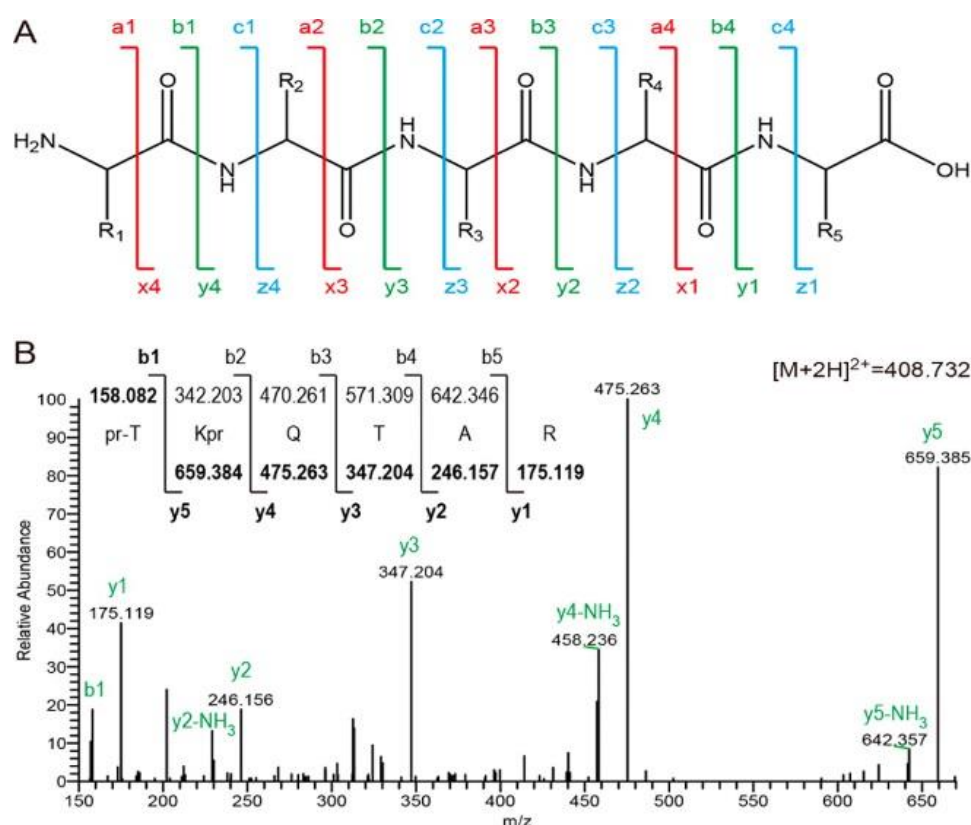 A
a1 b1 c1 a2 b2 c2 a3 b3 c3 a4 b4 c4
O R2 O R4 O
H2N H N H N OH
N H O N H O
R1 R3 R5
x4 y4 z4 x3 y3 z3 x2 y2 z2 x1 y1 z1
B
b1 b2 b3 b4 b5
[M+2H]2+=408.732
158.082 342.203 470.261 571.309 642.346
pr-T Kpr Q T A R
659.384 475.263 347.204 246.157 175.119
y5 y4 y3 y2 y1
475.263
y4
y5
659.385
y3
347.204
y1
175.119
y4-NH3
458.236
b1
y2
246.156
y2-NH3
y5-NH3
642.357
Relative Abundance
100
90
80
70
60
50
40
30
20
10
0
150 200 250 300 350 400 450 500 550 600 650
m/z